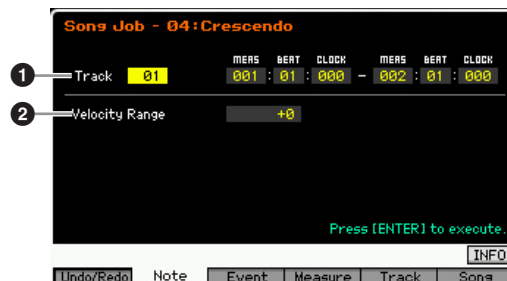 Song Job - 04:Crescendo
MEAS BEAT CLOCK MEAS BEAT CLOCK
1 Track 01 001 : 01 : 000 - 002 : 01 : 000
2 Velocity Range +0
Press [ENTER] to execute.
INFO
Undo/Redo Note Event Measure Track Song